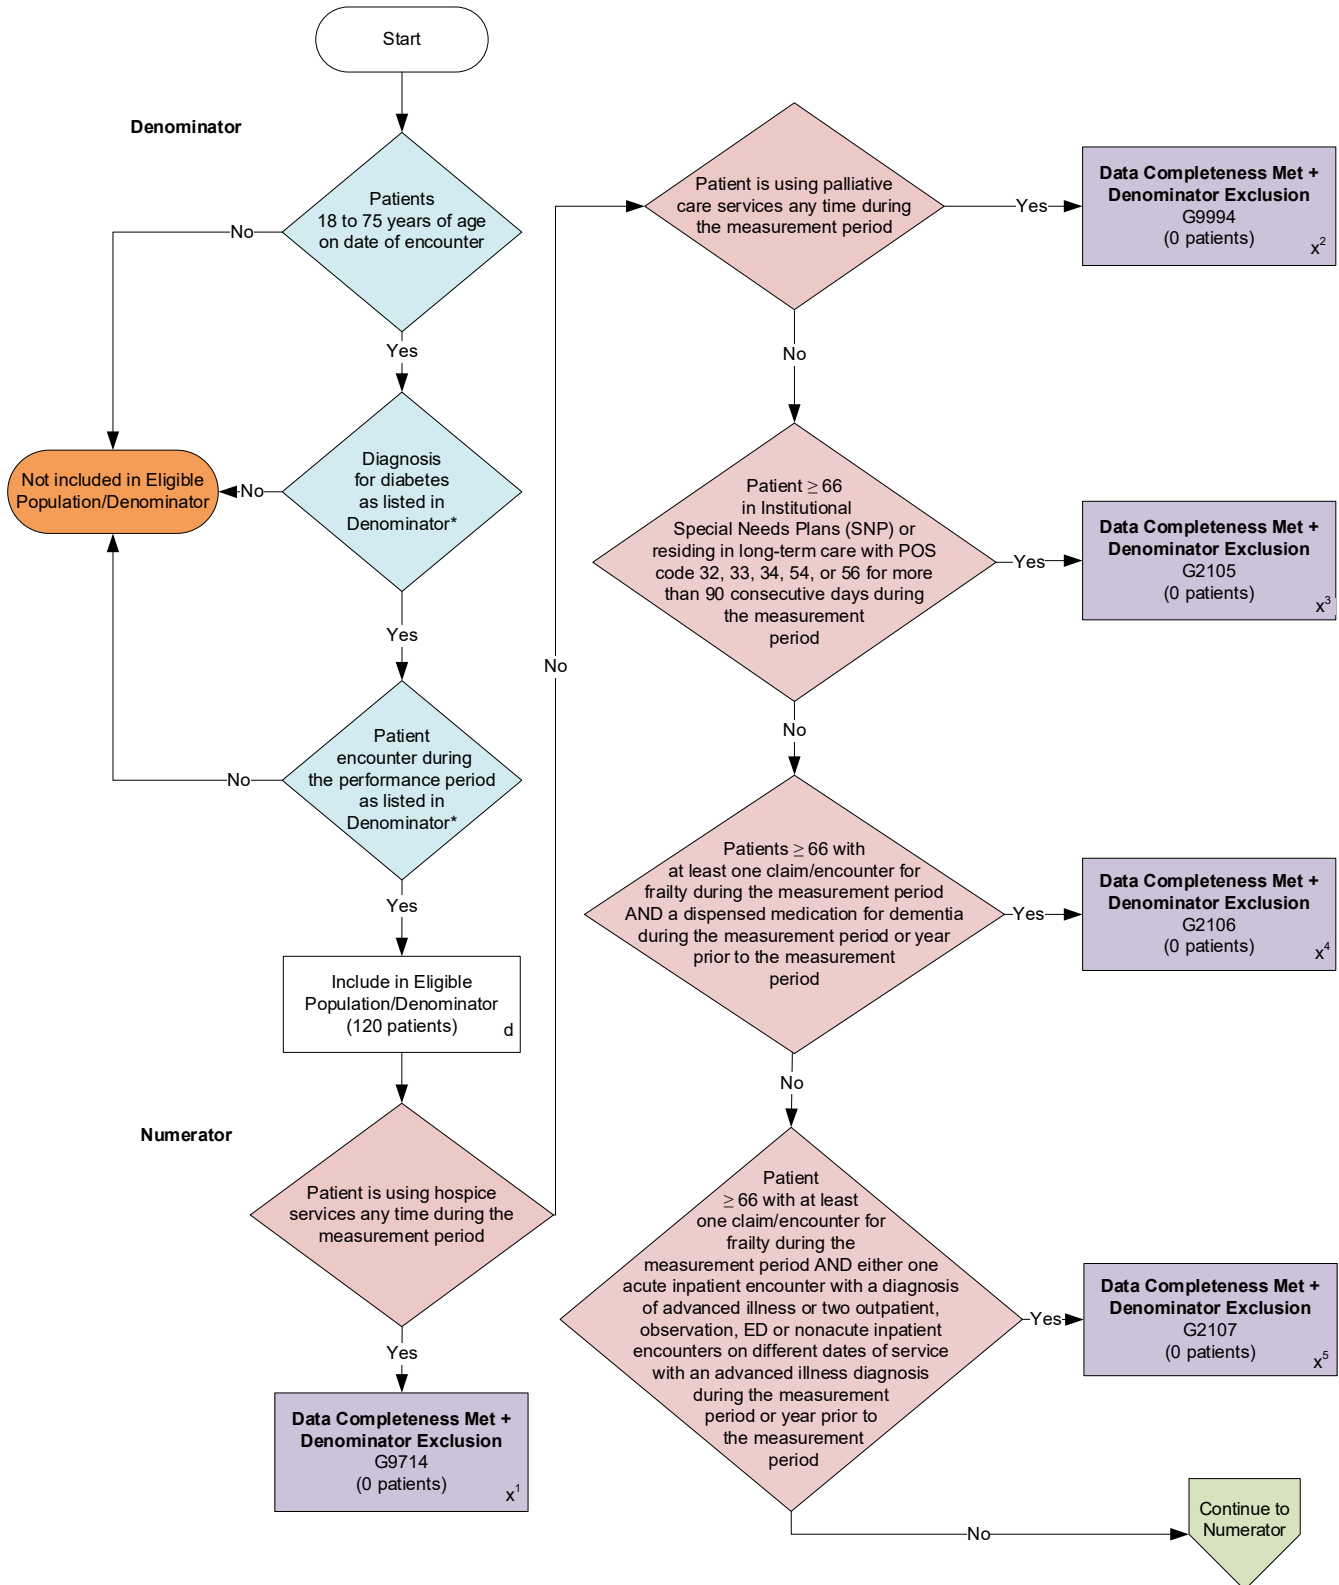 Start
Denominator
Patients
18 to 75 years of age
on date of encounter
No
Yes
Diagnosis
for diabetes
as listed in
Denominator*
No
Not included in Eligible
Population/Denominator
Yes
Patient
encounter during
the performance period
as listed in
Denominator*
No
Yes
Include in Eligible
Population/Denominator
(120 patients)
d
Numerator
Patient is using hospice
services any time during the
measurement period
Yes
Data Completeness Met +
Denominator Exclusion
G9714
(0 patients)
x1
No
Patient is using palliative
care services any time during
the measurement period
Yes
Data Completeness Met +
Denominator Exclusion
G9994
(0 patients)
x2
No
Patient ≥ 66
in Institutional
Special Needs Plans (SNP) or
residing in long-term care with POS
code 32, 33, 34, 54, or 56 for more
than 90 consecutive days during
the measurement
period
Yes
Data Completeness Met +
Denominator Exclusion
G2105
(0 patients)
x3
No
Patients ≥ 66 with
at least one claim/encounter for
frailty during the measurement period
AND a dispensed medication for dementia
during the measurement period or year
prior to the measurement
period
Yes
Data Completeness Met +
Denominator Exclusion
G2106
(0 patients)
x4
No
Patient
≥ 66 with at least
one claim/encounter for
frailty during the
measurement period AND either one
acute inpatient encounter with a diagnosis
of advanced illness or two outpatient,
observation, ED or nonacute inpatient
encounters on different dates of service
with an advanced illness diagnosis
during the measurement
period or year prior to
the measurement
period
Yes
Data Completeness Met +
Denominator Exclusion
G2107
(0 patients)
x5
No
Continue to
Numerator